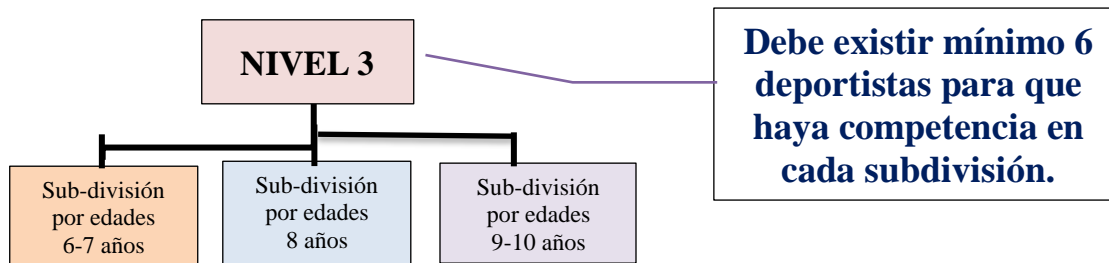 NIVEL 3
Debe existir mínimo 6
deportistas para que
haya competencia en
cada subdivisión.
Sub-división
por edades
6-7 años
Sub-división
por edades
8 años
Sub-división
por edades
9-10 años